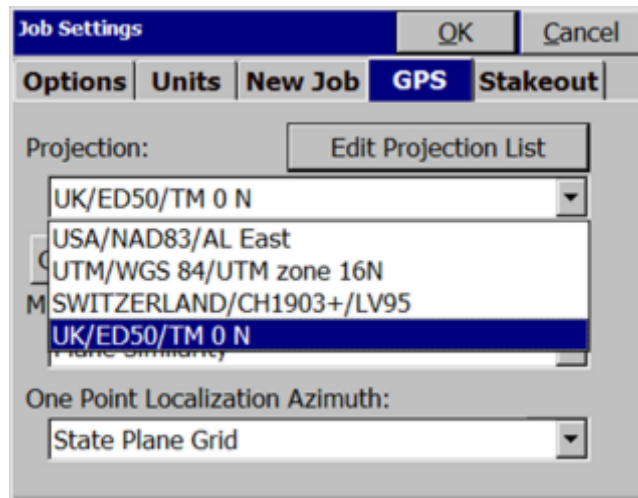 Job Settings OK Cancel
Options Units New Job GPS Stakeout
Projection: Edit Projection List
UK/ED50/TM 0 N
USA/NAD83/AL East
UTM/WGS 84/UTM zone 16N
SWITZERLAND/CH1903+/LV95
UK/ED50/TM 0 N
One Point Localization Azimuth:
State Plane Grid